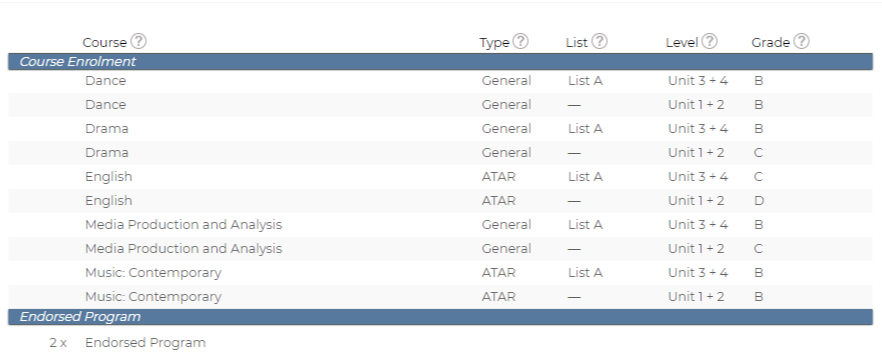 Course ? Type ? List ? Level ? Grade ?
Course Enrolment
Dance General List A Unit 3 + 4 B
Dance General — Unit 1 + 2 B
Drama General List A Unit 3 + 4 B
Drama General — Unit 1 + 2 C
English ATAR List A Unit 3 + 4 C
English ATAR — Unit 1 + 2 D
Media Production and Analysis General List A Unit 3 + 4 B
Media Production and Analysis General — Unit 1 + 2 C
Music: Contemporary ATAR List A Unit 3 + 4 B
Music: Contemporary ATAR — Unit 1 + 2 B
Endorsed Program
2 x Endorsed Program